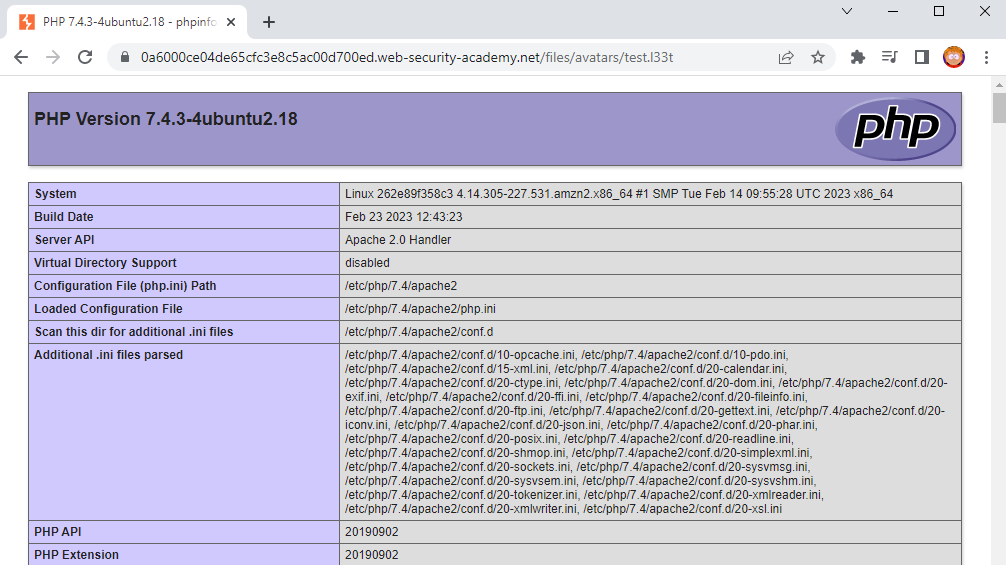 PHP 7.4.3-4ubuntu2.18 - phpinfo
0a6000ce04de65cfc3e8c5ac00d700ed.web-security-academy.net/files/avatars/test.l33t
PHP Version 7.4.3-4ubuntu2.18
php
System Linux 262e89f358c3 4.14.305-227.531.amzn2.x86_64 #1 SMP Tue Feb 14 09:55:28 UTC 2023 x86_64
Build Date Feb 23 2023 12:43:23
Server API Apache 2.0 Handler
Virtual Directory Support disabled
Configuration File (php.ini) Path /etc/php/7.4/apache2
Loaded Configuration File /etc/php/7.4/apache2/php.ini
Scan this dir for additional .ini files /etc/php/7.4/apache2/conf.d
Additional .ini files parsed /etc/php/7.4/apache2/conf.d/10-opcache.ini, /etc/php/7.4/apache2/conf.d/10-pdo.ini,
/etc/php/7.4/apache2/conf.d/15-xml.ini, /etc/php/7.4/apache2/conf.d/20-calendar.ini,
/etc/php/7.4/apache2/conf.d/20-ctype.ini, /etc/php/7.4/apache2/conf.d/20-dom.ini, /etc/php/7.4/apache2/conf.d/20-
exif.ini, /etc/php/7.4/apache2/conf.d/20-ffi.ini, /etc/php/7.4/apache2/conf.d/20-fileinfo.ini,
/etc/php/7.4/apache2/conf.d/20-ftp.ini, /etc/php/7.4/apache2/conf.d/20-gettext.ini, /etc/php/7.4/apache2/conf.d/20-
iconv.ini, /etc/php/7.4/apache2/conf.d/20-json.ini, /etc/php/7.4/apache2/conf.d/20-phar.ini,
/etc/php/7.4/apache2/conf.d/20-posix.ini, /etc/php/7.4/apache2/conf.d/20-readline.ini,
/etc/php/7.4/apache2/conf.d/20-shmop.ini, /etc/php/7.4/apache2/conf.d/20-simplexml.ini,
/etc/php/7.4/apache2/conf.d/20-sockets.ini, /etc/php/7.4/apache2/conf.d/20-sysvmsg.ini,
/etc/php/7.4/apache2/conf.d/20-sysvsem.ini, /etc/php/7.4/apache2/conf.d/20-sysvshm.ini,
/etc/php/7.4/apache2/conf.d/20-tokenizer.ini, /etc/php/7.4/apache2/conf.d/20-xmlreader.ini,
/etc/php/7.4/apache2/conf.d/20-xmlwriter.ini, /etc/php/7.4/apache2/conf.d/20-xsl.ini
PHP API 20190902
PHP Extension 20190902